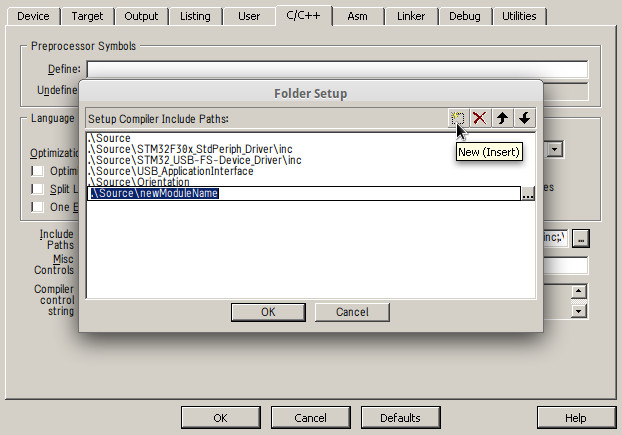 Device Target Output Listing User C/C++ Asm Linker Debug Utilities
Preprocessor Symbols
Define:
Undefine
Folder Setup
Setup Compiler Include Paths:
New (Insert)
.\Source
.\Source\STM32F30x_StdPeriph_Driver\inc
.\Source\STM32_USB-FS-Device_Driver\inc
.\Source\USB_ApplicationInterface
.\Source\Orientation
.\Source\newModuleName
...
OK Cancel
Language
Optimizatio
Optim
Split L
One E
es
Include
Paths
inc;.\
...
Misc
Controls
Compiler
control
string
OK Cancel Defaults Help